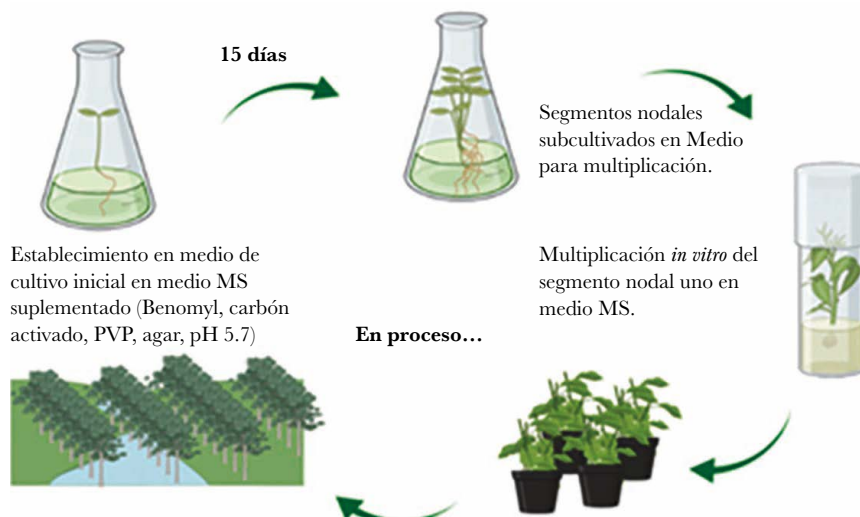 15 días
Segmentos nodales
subcultivados en Medio
para multiplicación.
Establecimiento en medio de
cultivo inicial en medio MS
suplementado (Benomyl, carbón
activado, PVP, agar, pH 5.7)
Multiplicación in vitro del
segmento nodal uno en
medio MS.
En proceso...